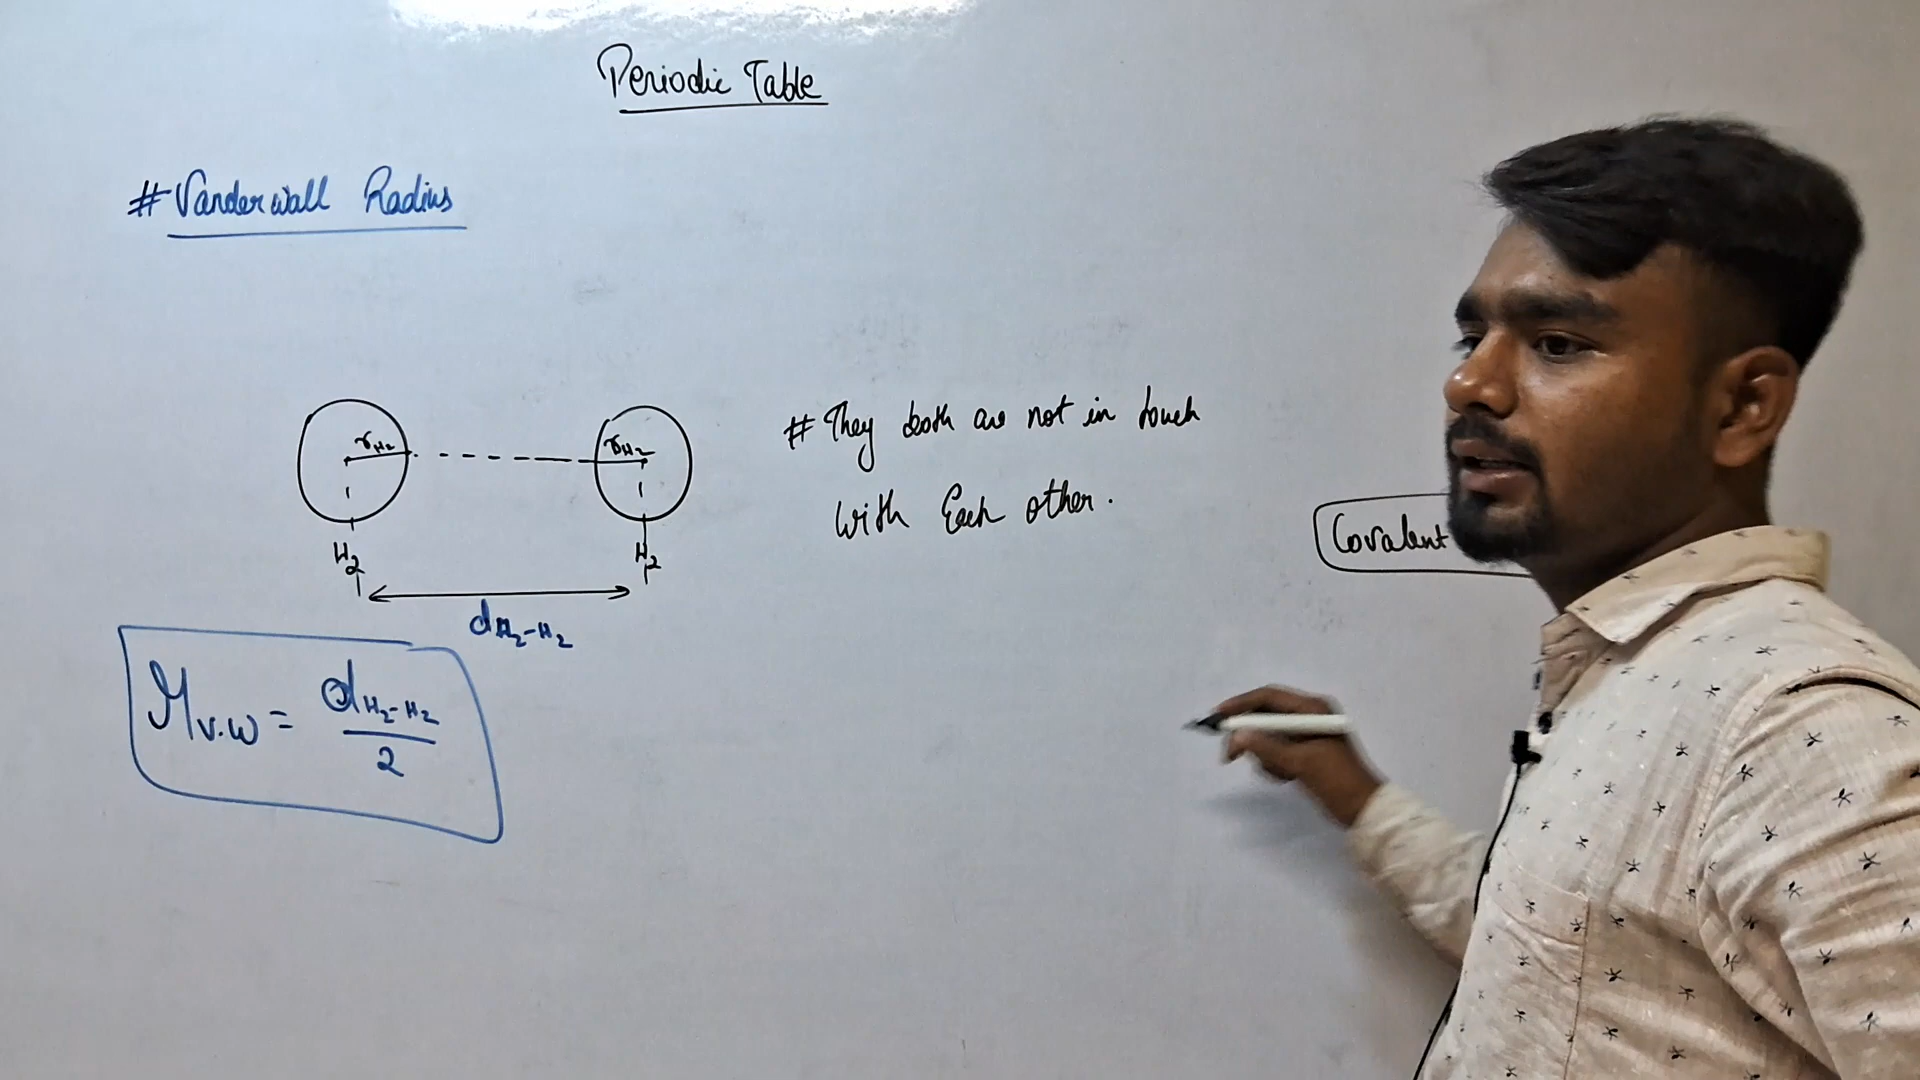 Periodic Table
# Vanderwall Radius
rH₂ rH₂
# They both are not in touch
with Each other.
H₂ H₂
Covalent
dH₂-H₂
rv.w = dH₂-H₂
2